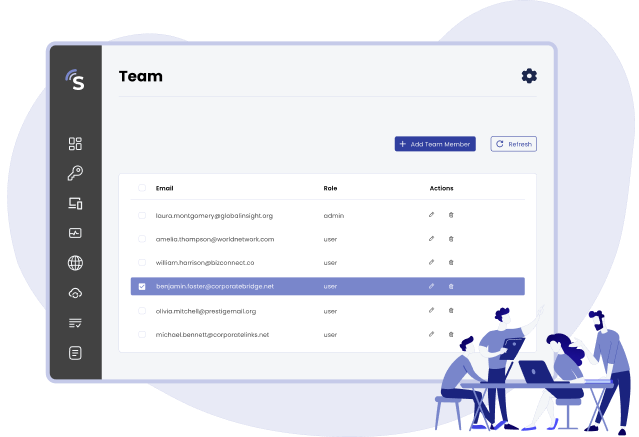 S
Team
+ Add Team Member Refresh
Email Role Actions
laura.montgomery@globalinsight.org admin
amelia.thompson@worldnetwork.com user
william.harrison@bizconnect.co user
benjamin.foster@corporatebridge.net user
olivia.mitchell@prestigemail.org user
michael.bennett@corporatelinks.net user